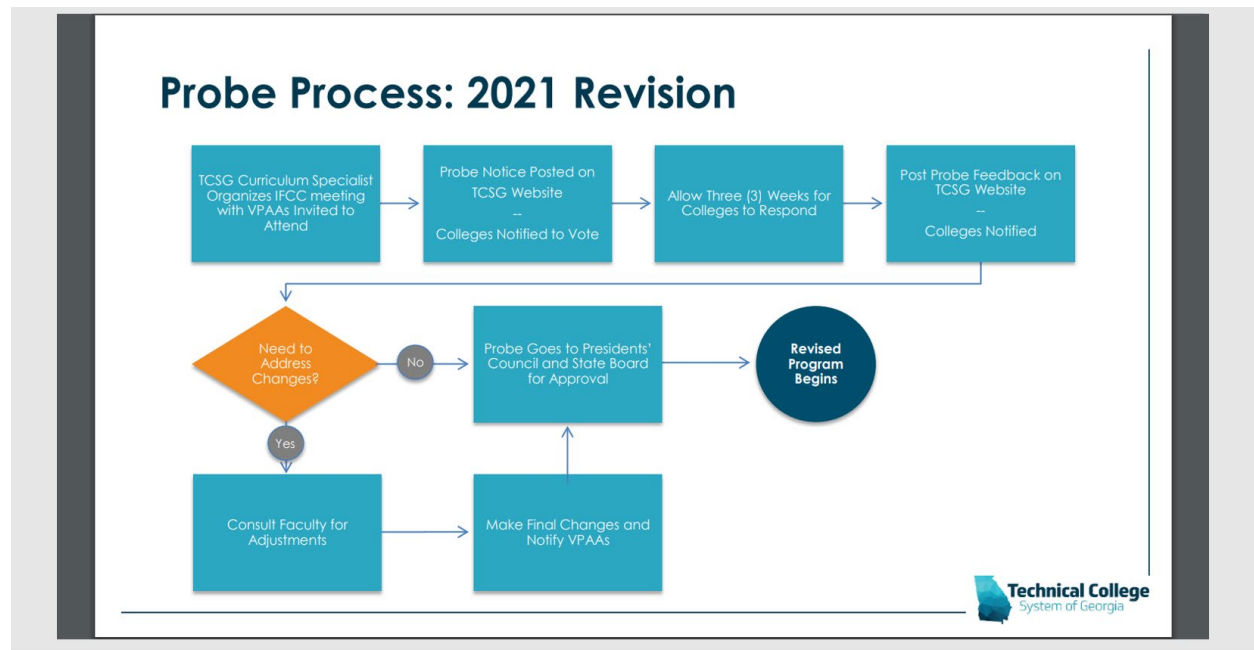 Probe Process: 2021 Revision
TCSG Curriculum Specialist
Organizes IFCC meeting
with VPAAs Invited to
Attend
Probe Notice Posted on
TCSG Website
--
Colleges Notified to Vote
Allow Three (3) Weeks for
Colleges to Respond
Post Probe Feedback on
TCSG Website
--
Colleges Notified
Need to
Address
Changes?
No
Probe Goes to Presidents'
Council and State Board
for Approval
Revised
Program
Begins
Yes
Consult Faculty for
Adjustments
Make Final Changes and
Notify VPAAs
Technical College
System of Georgia